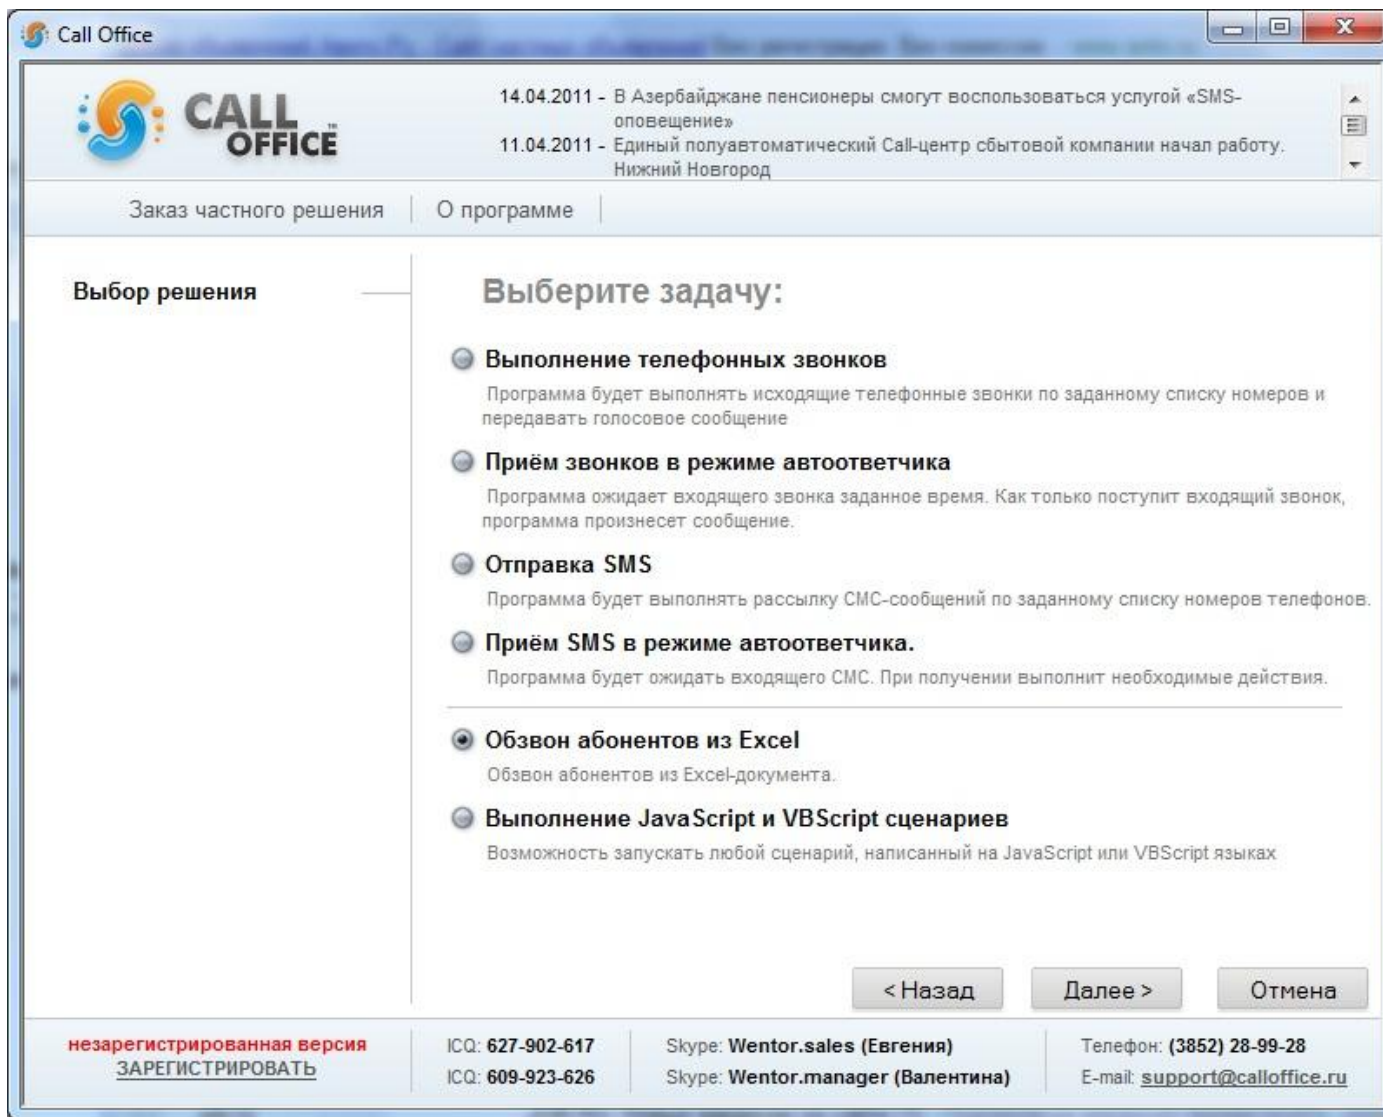 Call Office
CALL
OFFICE™
14.04.2011 - В Азербайджане пенсионеры смогут воспользоваться услугой «SMS-
оповещение»
11.04.2011 - Единый полуавтоматический Call-центр сбытовой компании начал работу.
Нижний Новгород
Заказ частного решения
О программе
Выбор решения
Выберите задачу:
Выполнение телефонных звонков
Программа будет выполнять исходящие телефонные звонки по заданному списку номеров и
передавать голосовое сообщение
Приём звонков в режиме автоответчика
Программа ожидает входящего звонка заданное время. Как только поступит входящий звонок,
программа произнесет сообщение.
Отправка SMS
Программа будет выполнять рассылку СМС-сообщений по заданному списку номеров телефонов.
Приём SMS в режиме автоответчика.
Программа будет ожидать входящего СМС. При получении выполнит необходимые действия.
Обзвон абонентов из Excel
Обзвон абонентов из Excel-документа.
Выполнение JavaScript и VBScript сценариев
Возможность запускать любой сценарий, написанный на JavaScript или VBScript языках
< Назад
Далее >
Отмена
незарегистрированная версия
ЗАРЕГИСТРИРОВАТЬ
ICQ: 627-902-617
ICQ: 609-923-626
Skype: Wentor.sales (Евгения)
Skype: Wentor.manager (Валентина)
Телефон: (3852) 28-99-28
E-mail: support@calloffice.ru